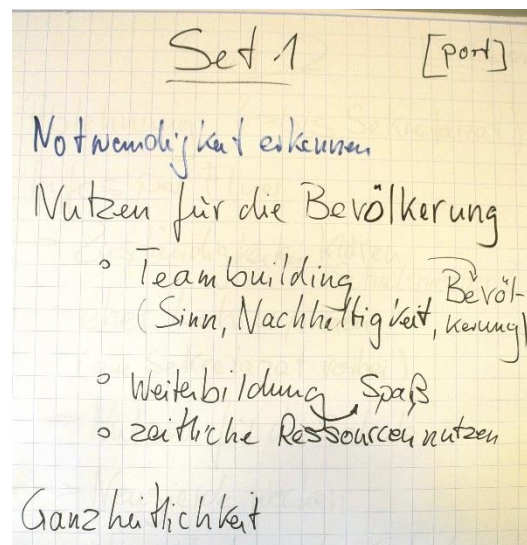 Set 1 [port]
Notwendigkeit erkennen
Nutzen für die Bevölkerung
° Teambuilding
(Sinn, Nachhaltigkeit, Bevöl-
kerung)
° Weiterbildung Spaß
° zeitliche Ressourcen nutzen
Ganzheitlichkeit